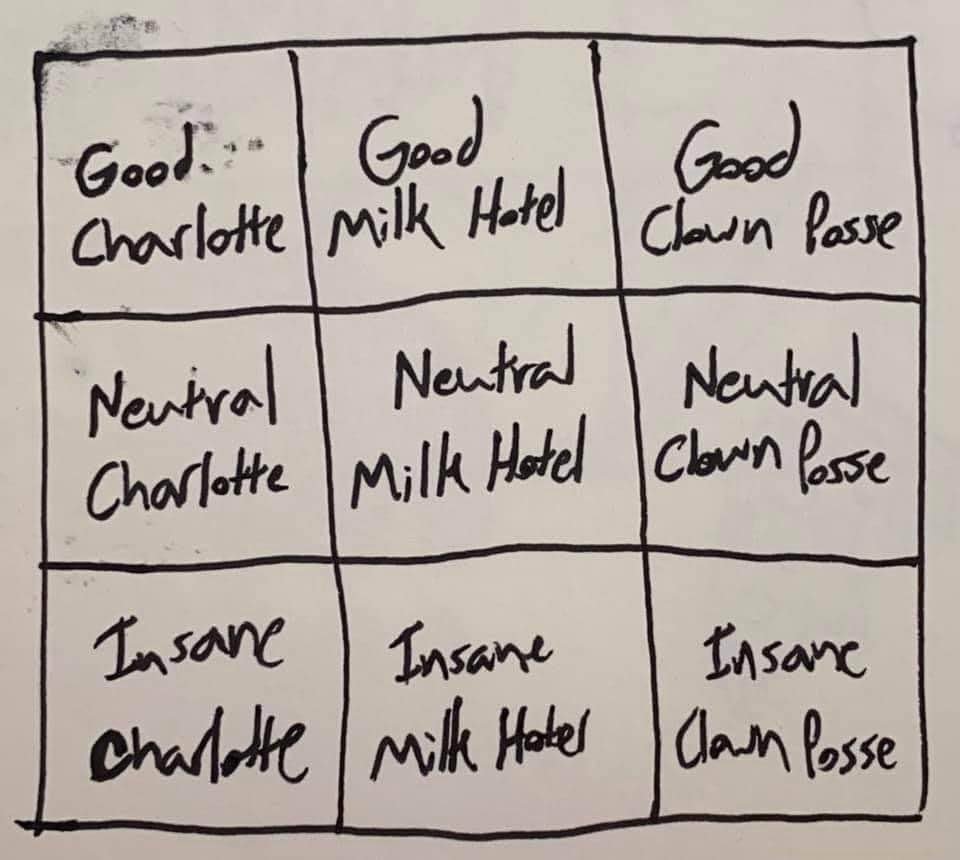 Good
Charlotte
Good
Milk Hotel
Good
Clown Posse
Neutral
Charlotte
Neutral
Milk Hotel
Neutral
Clown Posse
Insane
Charlotte
Insane
Milk Hotel
Insane
Clown Posse